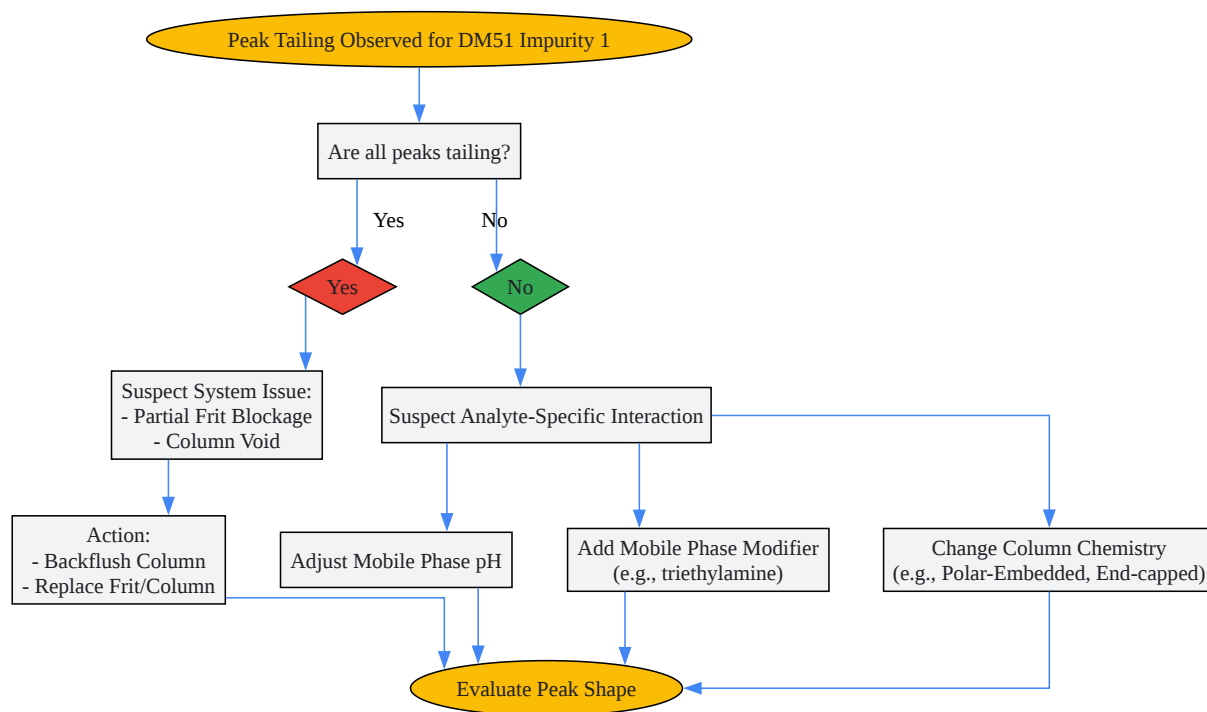 Peak Tailing Observed for DM51 Impurity 1
Are all peaks tailing?
Yes
No
Yes
No
Suspect System Issue:
- Partial Frit Blockage
- Column Void
Suspect Analyte-Specific Interaction
Action:
- Backflush Column
- Replace Frit/Column
Adjust Mobile Phase pH
Add Mobile Phase Modifier
(e.g., triethylamine)
Change Column Chemistry
(e.g., Polar-Embedded, End-capped)
Evaluate Peak Shape